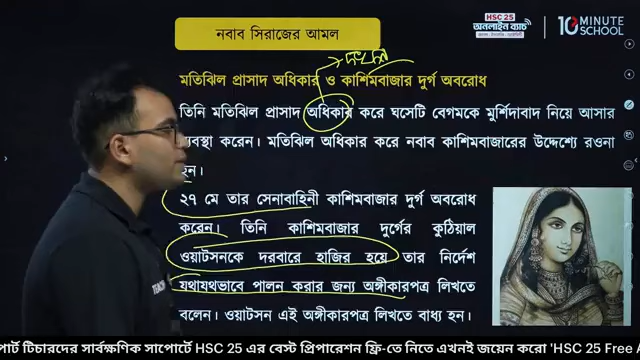 নবাব সিরাজের আমল
HSC 25
অনলাইন ব্যাচ
10 MINUTE SCHOOL
দখল
মতিঝিল প্রাসাদ অধিকার ও কাশিমবাজার দুর্গ অবরোধ
তিনি মতিঝিল প্রাসাদ অধিকার করে ঘসেটি বেগমকে মুর্শিদাবাদ নিয়ে আসার
ব্যবস্থা করেন। মতিঝিল অধিকার করে নবাব কাশিমবাজারের উদ্দেশ্যে রওনা
হন।
২৭ মে তার সেনাবাহিনী কাশিমবাজার দুর্গ অবরোধ
করেন। তিনি কাশিমবাজার দুর্গের কুঠিয়াল
ওয়াটসনকে দরবারে হাজির হয়ে তার নির্দেশ
যথাযথভাবে পালন করার জন্য অঙ্গীকারপত্র লিখতে
বলেন। ওয়াটসন এই অঙ্গীকারপত্র লিখতে বাধ্য হন।
পোর্ট টিচারদের সার্বক্ষণিক সাপোর্টে HSC 25 এর বেস্ট প্রিপারেশন ফ্রি-তে নিতে এখনই জয়েন করো 'HSC 25 Free